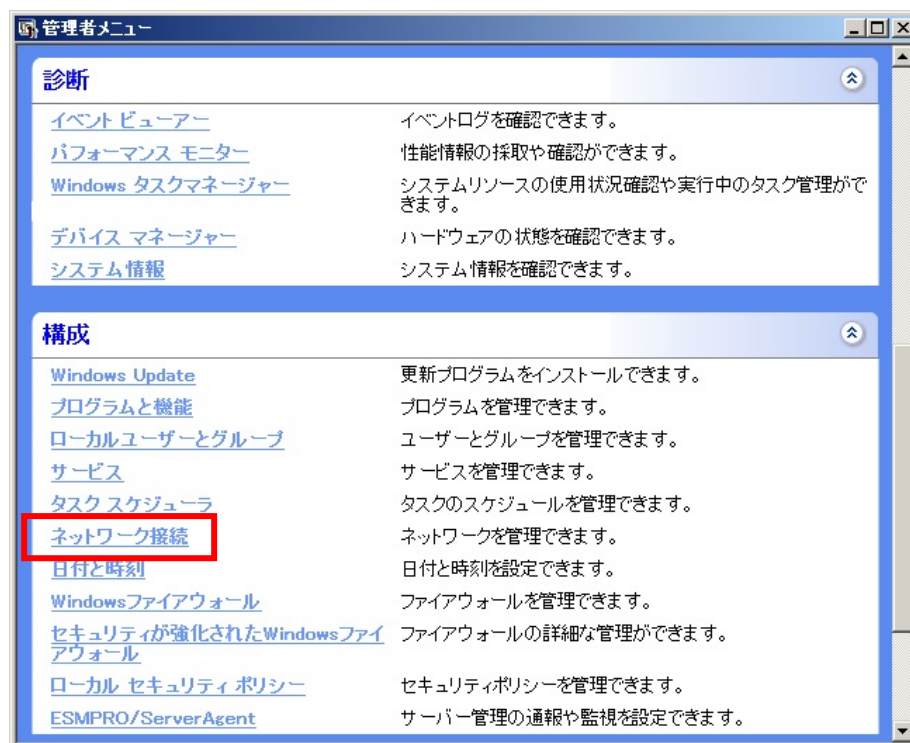 管理者メニュー
診断
イベント ビューアー
イベントログを確認できます。
パフォーマンス モニター
性能情報の採取や確認ができます。
Windows タスクマネージャー
システムリソースの使用状況確認や実行中のタスク管理がで
きます。
デバイス マネージャー
ハードウェアの状態を確認できます。
システム情報
システム情報を確認できます。
構成
Windows Update
更新プログラムをインストールできます。
プログラムと機能
プログラムを管理できます。
ローカルユーザーとグループ
ユーザーとグループを管理できます。
サービス
サービスを管理できます。
タスク スケジューラ
タスクのスケジュールを管理できます。
ネットワーク接続
ネットワークを管理できます。
日付と時刻
日付と時刻を設定できます。
Windowsファイアウォール
ファイアウォールを管理できます。
セキュリティが強化されたWindowsファイ
アウォール
ファイアウォールの詳細な管理ができます。
ローカル セキュリティ ポリシー
セキュリティポリシーを管理できます。
ESMPRO/ServerAgent
サーバー管理の通報や監視を設定できます。